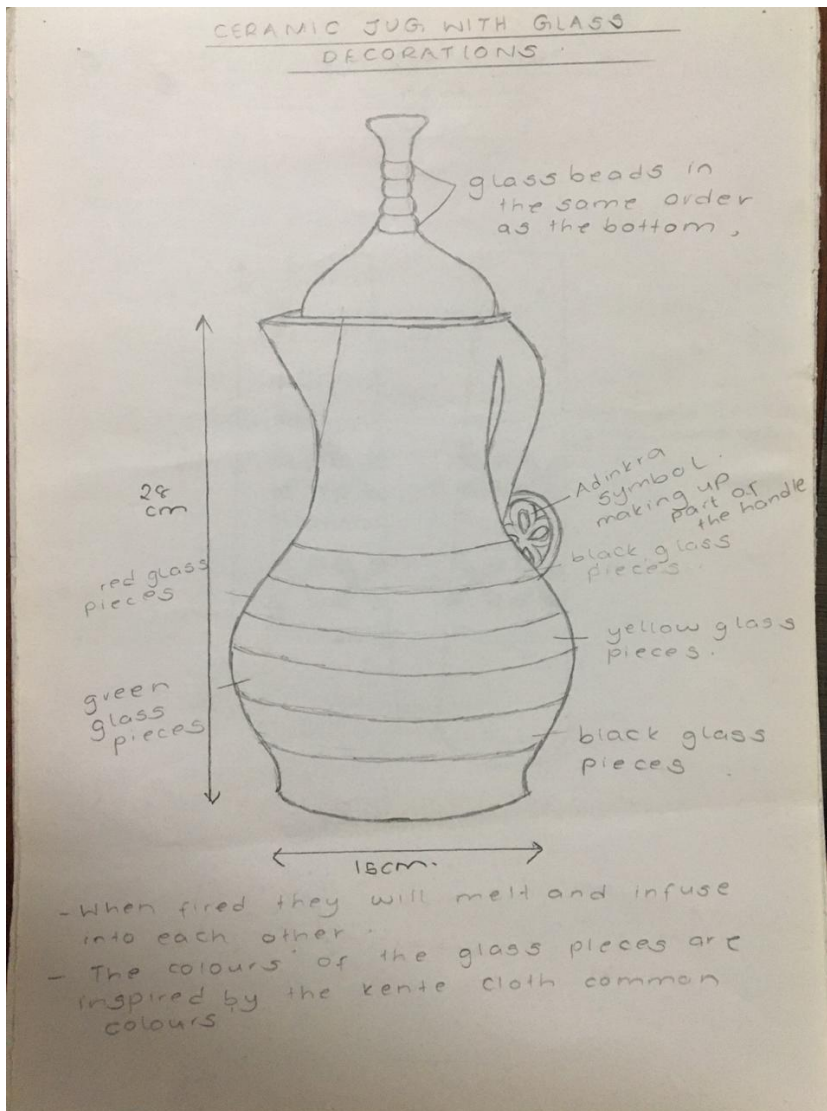 CERAMIC JUG WITH GLASS
DECORATIONS.
glass beads in
the same order
as the bottom,
28
cm
Adinkra
symbol.
making up
part of
the handle
black glass
pieces.
red glass
pieces
yellow glass
pieces.
green
glass
pieces
black glass
pieces
15cm.
- When fired they will melt and infuse
into each other.
- The colours of the glass pieces are
inspired by the kente cloth common
colours